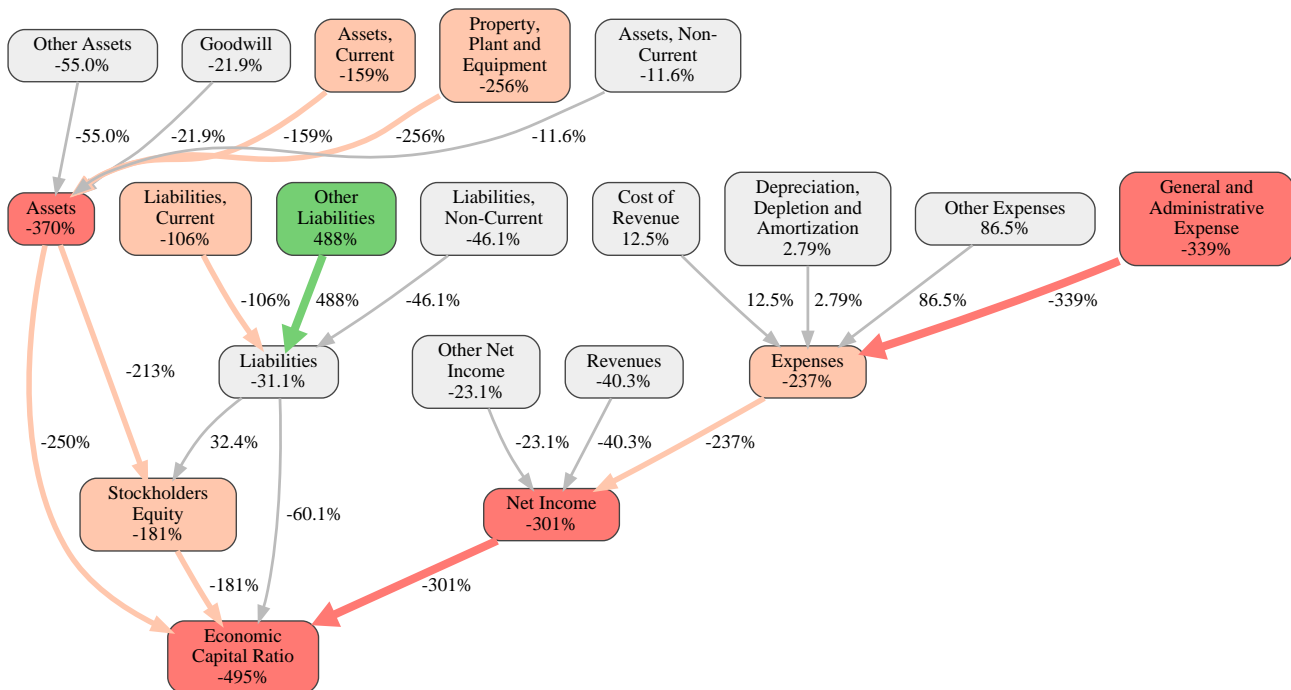 Other Assets
-55.0%
Goodwill
-21.9%
Assets,
Current
-159%
Property,
Plant and
Equipment
-256%
Assets, Non-
Current
-11.6%
-55.0%
-21.9%
-159%
-256%
-11.6%
Assets
-370%
Liabilities,
Current
-106%
Other
Liabilities
488%
Liabilities,
Non-Current
-46.1%
Cost of
Revenue
12.5%
Depreciation,
Depletion and
Amortization
2.79%
Other Expenses
86.5%
General and
Administrative
Expense
-339%
-106%
488%
-46.1%
12.5%
2.79%
86.5%
-339%
-213%
Liabilities
-31.1%
Other Net
Income
-23.1%
Revenues
-40.3%
Expenses
-237%
-250%
32.4%
-23.1%
-40.3%
-237%
Stockholders
Equity
-181%
-60.1%
Net Income
-301%
-181%
-301%
Economic
Capital Ratio
-495%